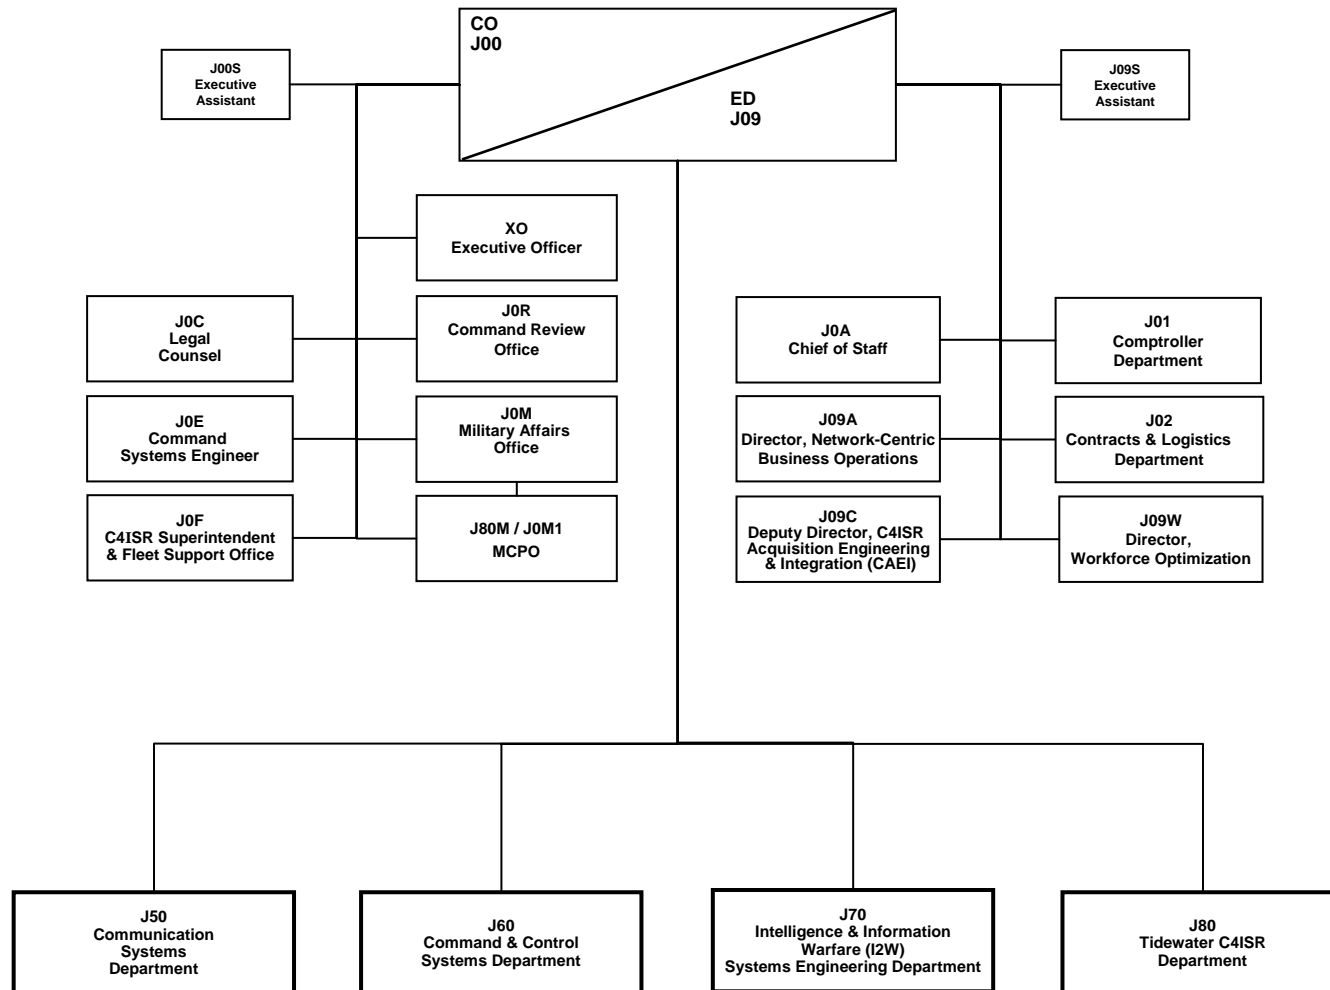 CO
J00
ED
J09
J00S
Executive
Assistant
J09S
Executive
Assistant
XO
Executive Officer
J0C
Legal
Counsel
J0R
Command Review
Office
J0A
Chief of Staff
J01
Comptroller
Department
J0E
Command
Systems Engineer
J0M
Military Affairs
Office
J09A
Director, Network-Centric
Business Operations
J02
Contracts & Logistics
Department
J0F
C4ISR Superintendent
& Fleet Support Office
J80M / J0M1
MCPO
J09C
Deputy Director, C4ISR
Acquisition Engineering
& Integration (CAEI)
J09W
Director,
Workforce Optimization
J50
Communication
Systems
Department
J60
Command & Control
Systems Department
J70
Intelligence & Information
Warfare (I2W)
Systems Engineering Department
J80
Tidewater C4ISR
Department